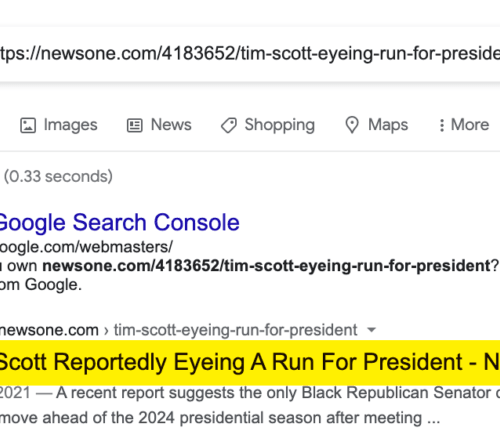 tps://newsone.com/4183652/tim-scott-eyeing-run-for-preside
Images News Shopping Maps More
(0.33 seconds)
Google Search Console
oogle.com/webmasters/
u own newsone.com/4183652/tim-scott-eyeing-run-for-president?
om Google.
newsone.com › tim-scott-eyeing-run-for-president
Scott Reportedly Eyeing A Run For President - N
2021 — A recent report suggests the only Black Republican Senator
move ahead of the 2024 presidential season after meeting ...